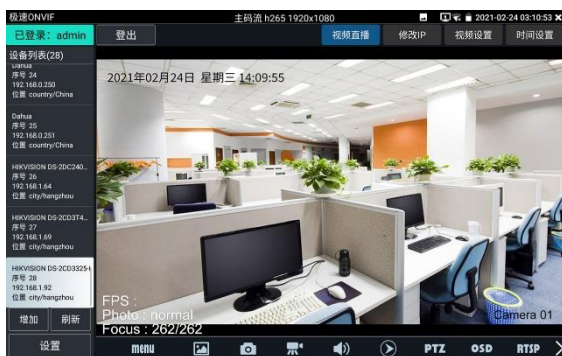 极速ONVIF
主码流 h265 1920x1080
2021-02-24 03:10:53
已登录: admin
登出
视频直播
修改IP
视频设置
时间设置
设备列表(28)
Dahua
序号 24
192.168.0.250
位置 country/China
Dahua
序号 25
192.168.0.251
位置 country/China
HIKVISION DS-2DC240...
序号 26
192.168.1.64
位置 city/hangzhou
HIKVISION DS-2CD3T4...
序号 27
192.168.1.69
位置 city/hangzhou
HIKVISION DS-2CD3325-
序号 28
192.168.1.92
位置 city/hangzhou
增加
刷新
设置
2021年02月24日 星期三 14:09:55
FPS :
Photo : normal
Focus : 262/262
Camera 01
menu
PTZ
OSD
RTSP